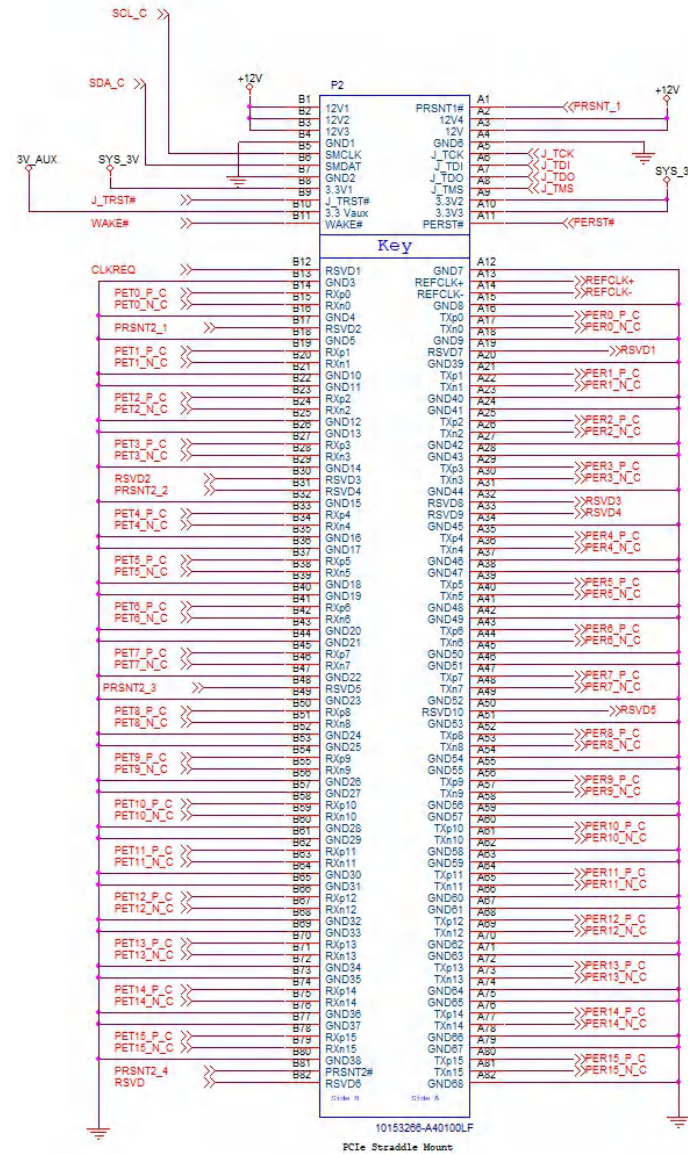 SCL_C
SDA_C
+12V
P2
+12V
B1 12V1 PRSNT1# A1 PRSNT_1
B2 12V2 12V4 A2
B3 12V3 12V A3
B4 GND1 GND6 A4
B5 SMCLK J_TCK A5 J_TCK
B6 SMDAT J_TDI A6 J_TDI
B7 GND2 J_TDO A7 J_TDO
3V_AUX SYS_3V B8 3.3V1 J_TMS A8 J_TMS SYS_3
J_TRST# B9 J_TRST# 3.3V2 A9
B10 3.3 Vaux 3.3V3 A10
WAKE# B11 WAKE# PERST# A11 PERST#
Key
CLKREQ B12 RSVD1 GND7 A12
B13 GND3 REFCLK+ A13 REFCLK+
PET0_P_C B14 RXp0 REFCLK- A14 REFCLK-
PET0_N_C B15 RXn0 GND8 A15
B16 GND4 TXp0 A16 PER0_P_C
PRSNT2_1 B17 RSVD2 TXn0 A17 PER0_N_C
B18 GND5 GND9 A18
PET1_P_C B19 RXp1 RSVD7 A19 RSVD1
PET1_N_C B20 RXn1 GND39 A20
B21 GND10 TXp1 A21 PER1_P_C
B22 GND11 TXn1 A22 PER1_N_C
PET2_P_C B23 RXp2 GND40 A23
PET2_N_C B24 RXn2 GND41 A24
B25 GND12 TXp2 A25 PER2_P_C
B26 GND13 TXn2 A26 PER2_N_C
PET3_P_C B27 RXp3 GND42 A27
PET3_N_C B28 RXn3 GND43 A28
B29 GND14 TXp3 A29 PER3_P_C
RSVD2 B30 RSVD3 TXn3 A30 PER3_N_C
PRSNT2_2 B31 RSVD4 GND44 A31
B32 GND15 RSVD8 A32 RSVD3
PET4_P_C B33 RXp4 RSVD9 A33 RSVD4
PET4_N_C B34 RXn4 GND45 A34
B35 GND16 TXp4 A35 PER4_P_C
B36 GND17 TXn4 A36 PER4_N_C
PET5_P_C B37 RXp5 GND46 A37
PET5_N_C B38 RXn5 GND47 A38
B39 GND18 TXp5 A39 PER5_P_C
B40 GND19 TXn5 A40 PER5_N_C
PET6_P_C B41 RXp6 GND48 A41
PET6_N_C B42 RXn6 GND49 A42
B43 GND20 TXp6 A43 PER6_P_C
B44 GND21 TXn6 A44 PER6_N_C
PET7_P_C B45 RXp7 GND50 A45
PET7_N_C B46 RXn7 GND51 A46
B47 GND22 TXp7 A47 PER7_P_C
PRSNT2_3 B48 RSVD5 TXn7 A48 PER7_N_C
B49 GND23 GND52 A49
PET8_P_C B50 RXp8 RSVD10 A50 RSVD5
PET8_N_C B51 RXn8 GND53 A51
B52 GND24 TXp8 A52 PER8_P_C
B53 GND25 TXn8 A53 PER8_N_C
PET9_P_C B54 RXp9 GND54 A54
PET9_N_C B55 RXn9 GND55 A55
B56 GND26 TXp9 A56 PER9_P_C
B57 GND27 TXn9 A57 PER9_N_C
PET10_P_C B58 RXp10 GND56 A58
PET10_N_C B59 RXn10 GND57 A59
B60 GND28 TXp10 A60 PER10_P_C
B61 GND29 TXn10 A61 PER10_N_C
PET11_P_C B62 RXp11 GND58 A62
PET11_N_C B63 RXn11 GND59 A63
B64 GND30 TXp11 A64 PER11_P_C
B65 GND31 TXn11 A65 PER11_N_C
PET12_P_C B66 RXp12 GND60 A66
PET12_N_C B67 RXn12 GND61 A67
B68 GND32 TXp12 A68 PER12_P_C
B69 GND33 TXn12 A69 PER12_N_C
PET13_P_C B70 RXp13 GND62 A70
PET13_N_C B71 RXn13 GND63 A71
B72 GND34 TXp13 A72 PER13_P_C
B73 GND35 TXn13 A73 PER13_N_C
PET14_P_C B74 RXp14 GND64 A74
PET14_N_C B75 RXn14 GND65 A75
B76 GND36 TXp14 A76 PER14_P_C
B77 GND37 TXn14 A77 PER14_N_C
PET15_P_C B78 RXp15 GND66 A78
PET15_N_C B79 RXn15 GND67 A79
B80 GND38 TXp15 A80 PER15_P_C
PRSNT2_4 B81 PRSNT2# TXn15 A81 PER15_N_C
RSVD B82 RSVD6 GND68 A82
Side B Side A
10153266-A40100LF
PCIe Straddle Mount